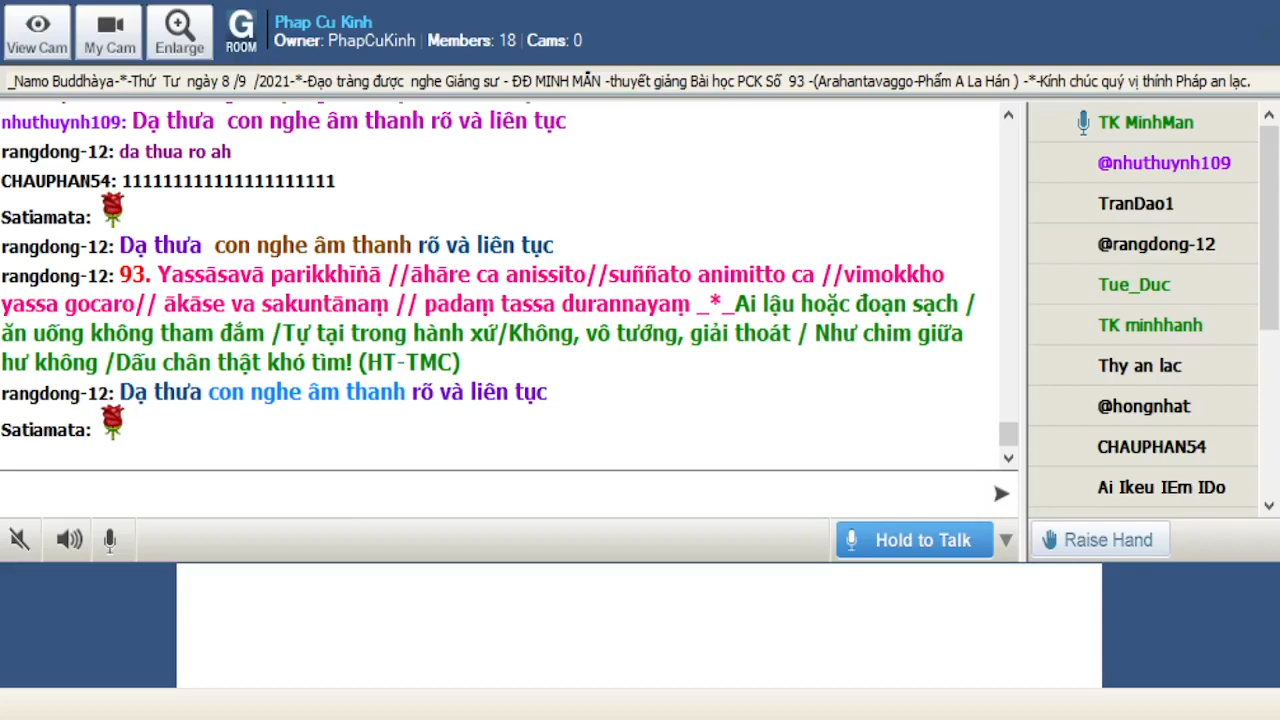 View Cam
My Cam
Enlarge
G
ROOM
Phap Cu Kinh
Owner: PhapCuKinh | Members: 18 | Cams: 0
_Namo Buddhàya-*-Thứ Tư ngày 8 /9 /2021-*-Đạo tràng được nghe Giảng sư - ĐĐ MINH MẪN -thuyết giảng Bài học PCK Số 93 -(Arahantavaggo-Phẩm A La Hán ) -*-Kính chúc quý vị thính Pháp an lạc.
nhuthuynh109: Dạ thưa con nghe âm thanh rõ và liên tục
rangdong-12: da thua ro ah
CHAUPHAN54: 111111111111111111111
Satiamata:
rangdong-12: Dạ thưa con nghe âm thanh rõ và liên tục
rangdong-12: 93. Yassāsavā parikkhīṅā //āhāre ca anissito//suññato animitto ca //vimokkho
yassa gocaro// ākāse va sakuntānaṃ // padaṃ tassa durannayaṃ _*_Ai lậu hoặc đoạn sạch /
ăn uống không tham đắm /Tự tại trong hành xứ/Không, vô tướng, giải thoát / Như chim giữa
hư không /Dấu chân thật khó tìm! (HT-TMC)
rangdong-12: Dạ thưa con nghe âm thanh rõ và liên tục
Satiamata:
TK MinhMan
@nhuthuynh109
TranDao1
@rangdong-12
Tue_Duc
TK minhhanh
Thy an lac
@hongnhat
CHAUPHAN54
Ai Ikeu IEm IDo
Hold to Talk
Raise Hand